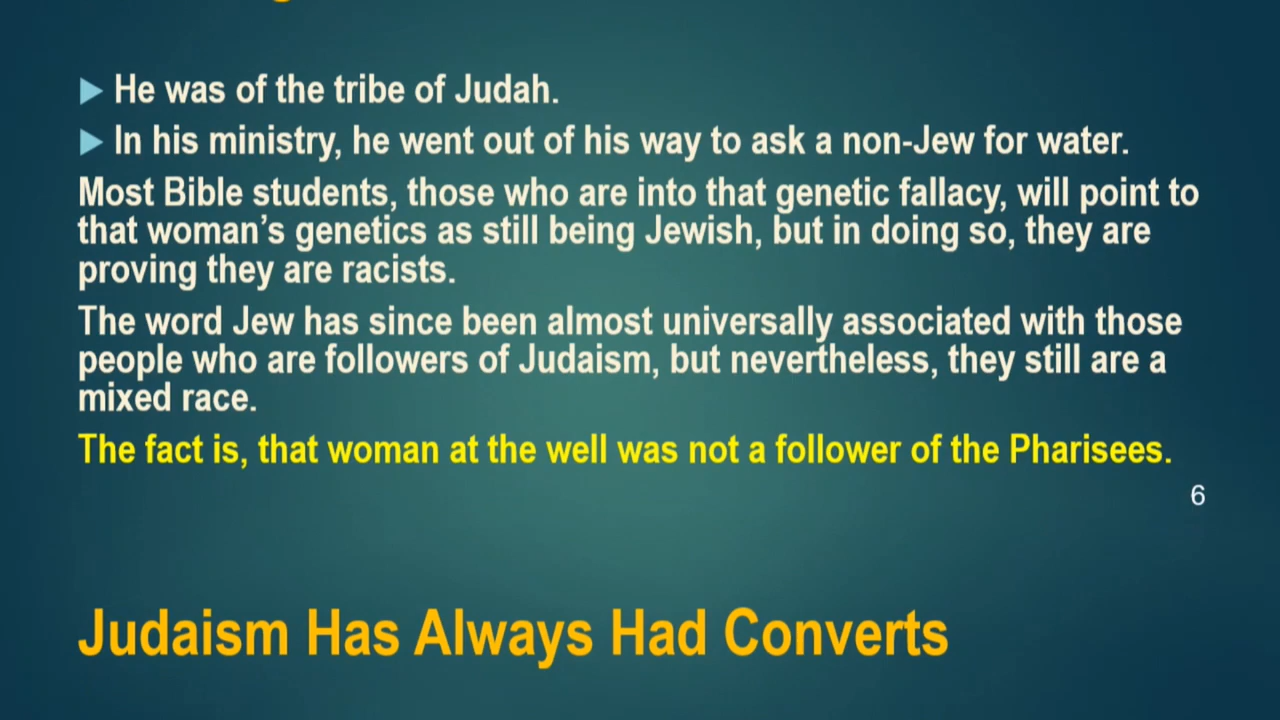 He was of the tribe of Judah.
In his ministry, he went out of his way to ask a non-Jew for water.
Most Bible students, those who are into that genetic fallacy, will point to
that woman’s genetics as still being Jewish, but in doing so, they are
proving they are racists.
The word Jew has since been almost universally associated with those
people who are followers of Judaism, but nevertheless, they still are a
mixed race.
The fact is, that woman at the well was not a follower of the Pharisees.
6
Judaism Has Always Had Converts